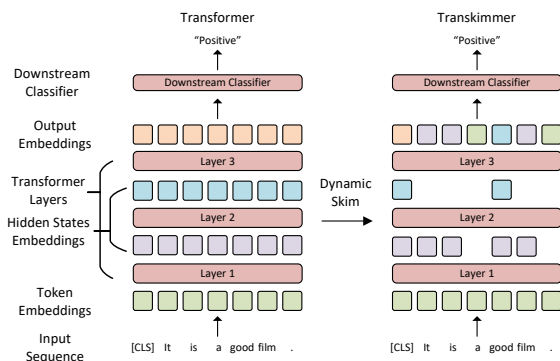 Transformer
Transkimmer
“Positive”
“Positive”
Downstream
Classifier
Downstream Classifier
Downstream Classifier
Output
Embeddings
Layer 3
Layer 3
Transformer
Layers
Dynamic
Skim
Hidden States
Embeddings
Layer 2
Layer 2
Layer 1
Layer 1
Token
Embeddings
Input
Sequence
[CLS] It is a good film .
[CLS] It is a good film .